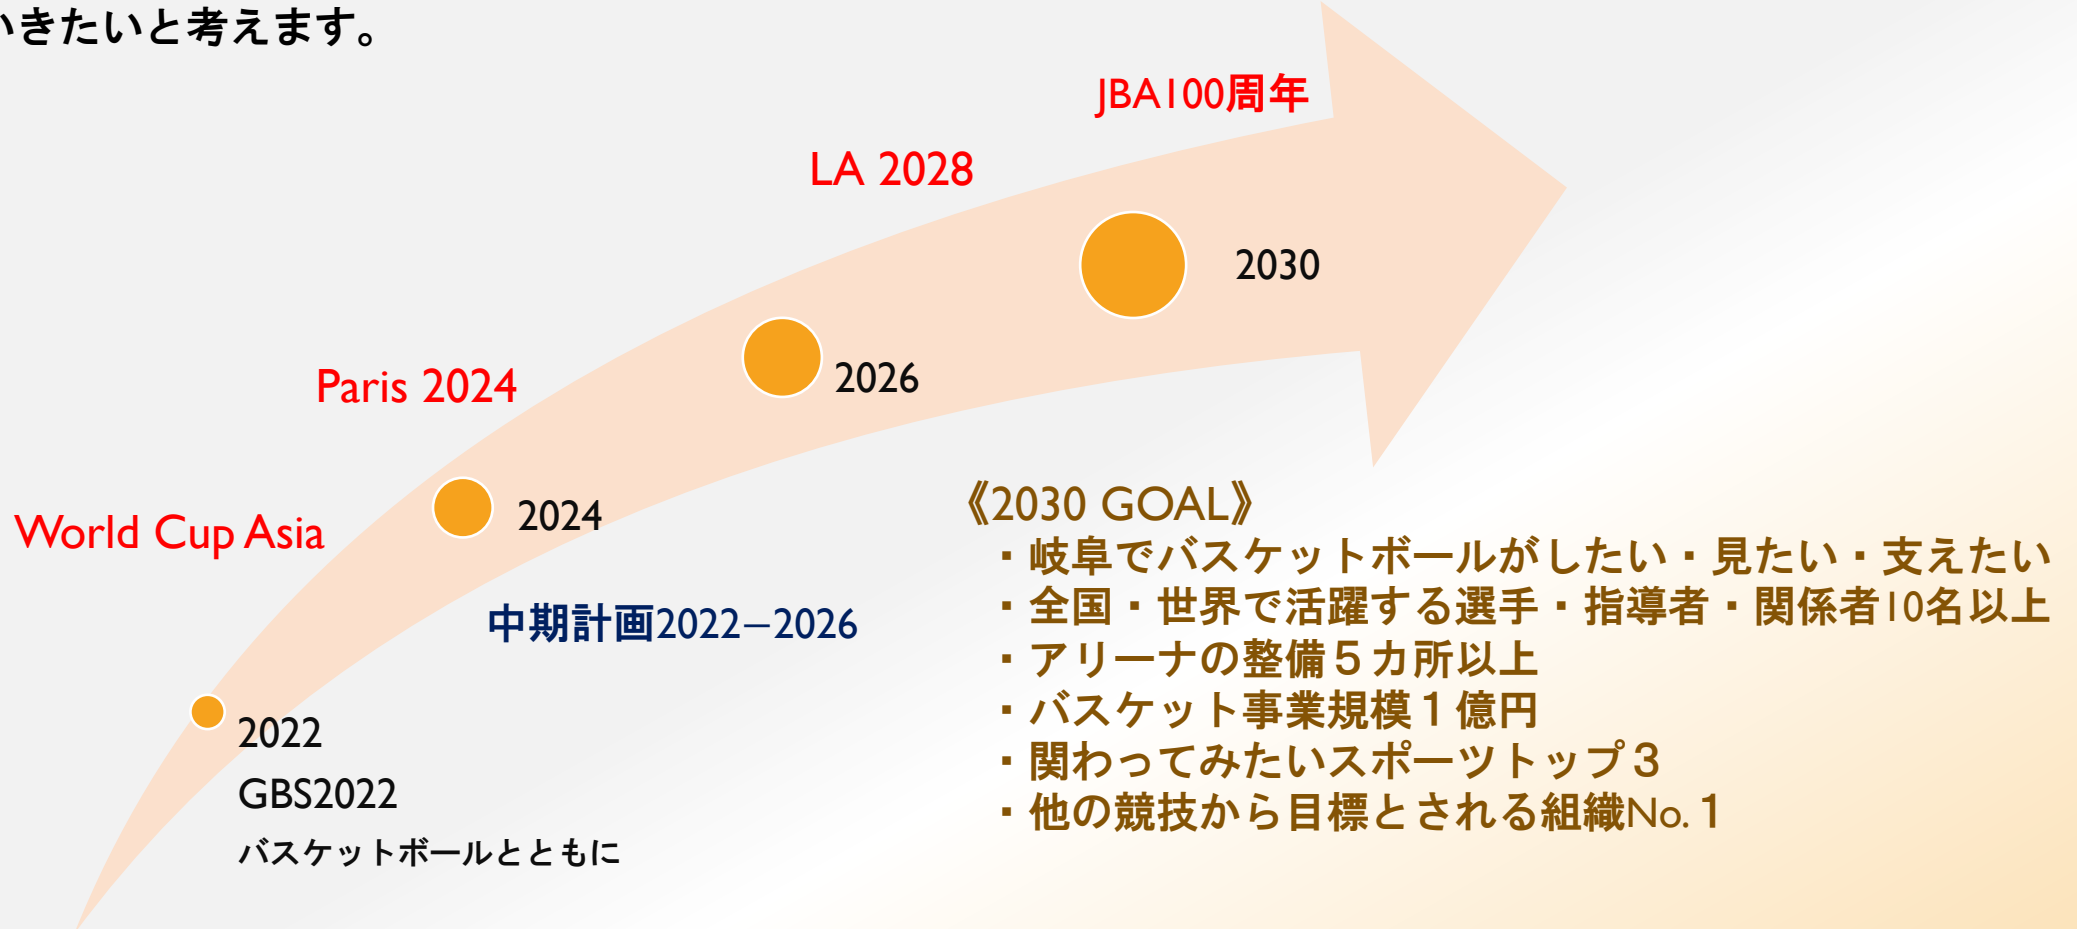 いきたいと考えます。
JBA100周年
LA 2028
2030
Paris 2024
2026
World Cup Asia
2024
中期計画2022–2026
2022
GBS2022
バスケットボールとともに
《2030 GOAL》
・岐阜でバスケットボールがしたい・見たい・支えたい
・全国・世界で活躍する選手・指導者・関係者10名以上
・アリーナの整備５カ所以上
・バスケット事業規模１億円
・関わってみたいスポーツトップ３
・他の競技から目標とされる組織No.１